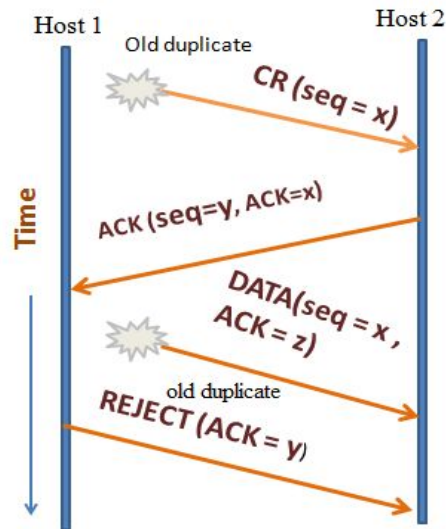 Host 1
Host 2
Old duplicate
CR (seq = x)
Time
ACK (seq=y, ACK=x)
DATA(seq = x ,
ACK = z)
old duplicate
REJECT (ACK = y)